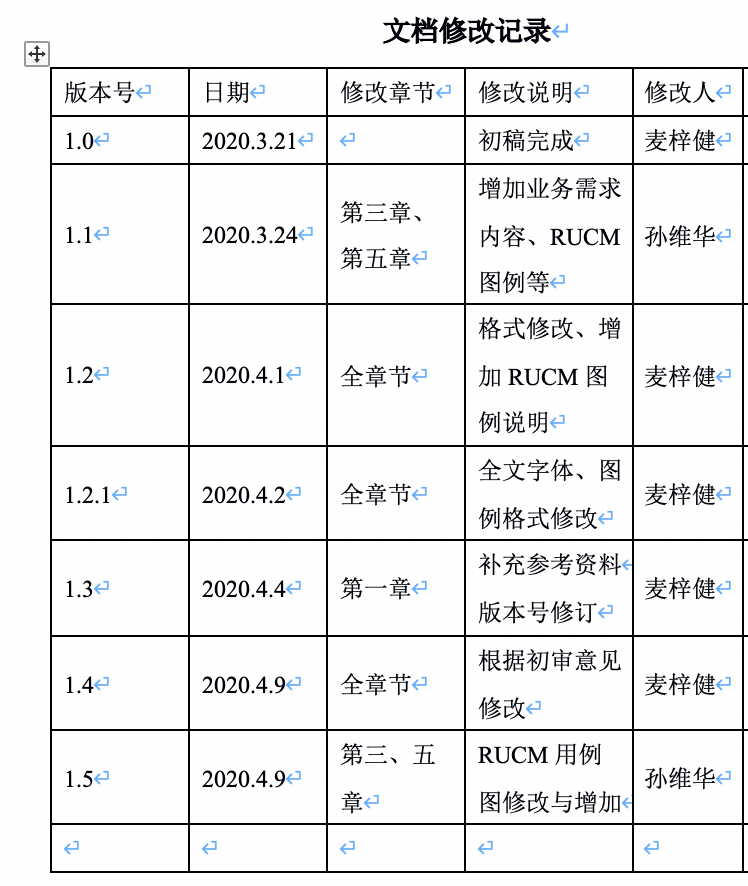 文档修改记录
版本号 日期 修改章节 修改说明 修改人
1.0 2020.3.21 初稿完成 麦梓健
1.1 2020.3.24 第三章、
第五章 增加业务需求
内容、RUCM
图例等 孙维华
1.2 2020.4.1 全章节 格式修改、增
加 RUCM 图
例说明 麦梓健
1.2.1 2020.4.2 全章节 全文字体、图
例格式修改 麦梓健
1.3 2020.4.4 第一章 补充参考资料
版本号修订 麦梓健
1.4 2020.4.9 全章节 根据初审意见
修改 麦梓健
1.5 2020.4.9 第三、五
章 RUCM 用例
图修改与增加 孙维华